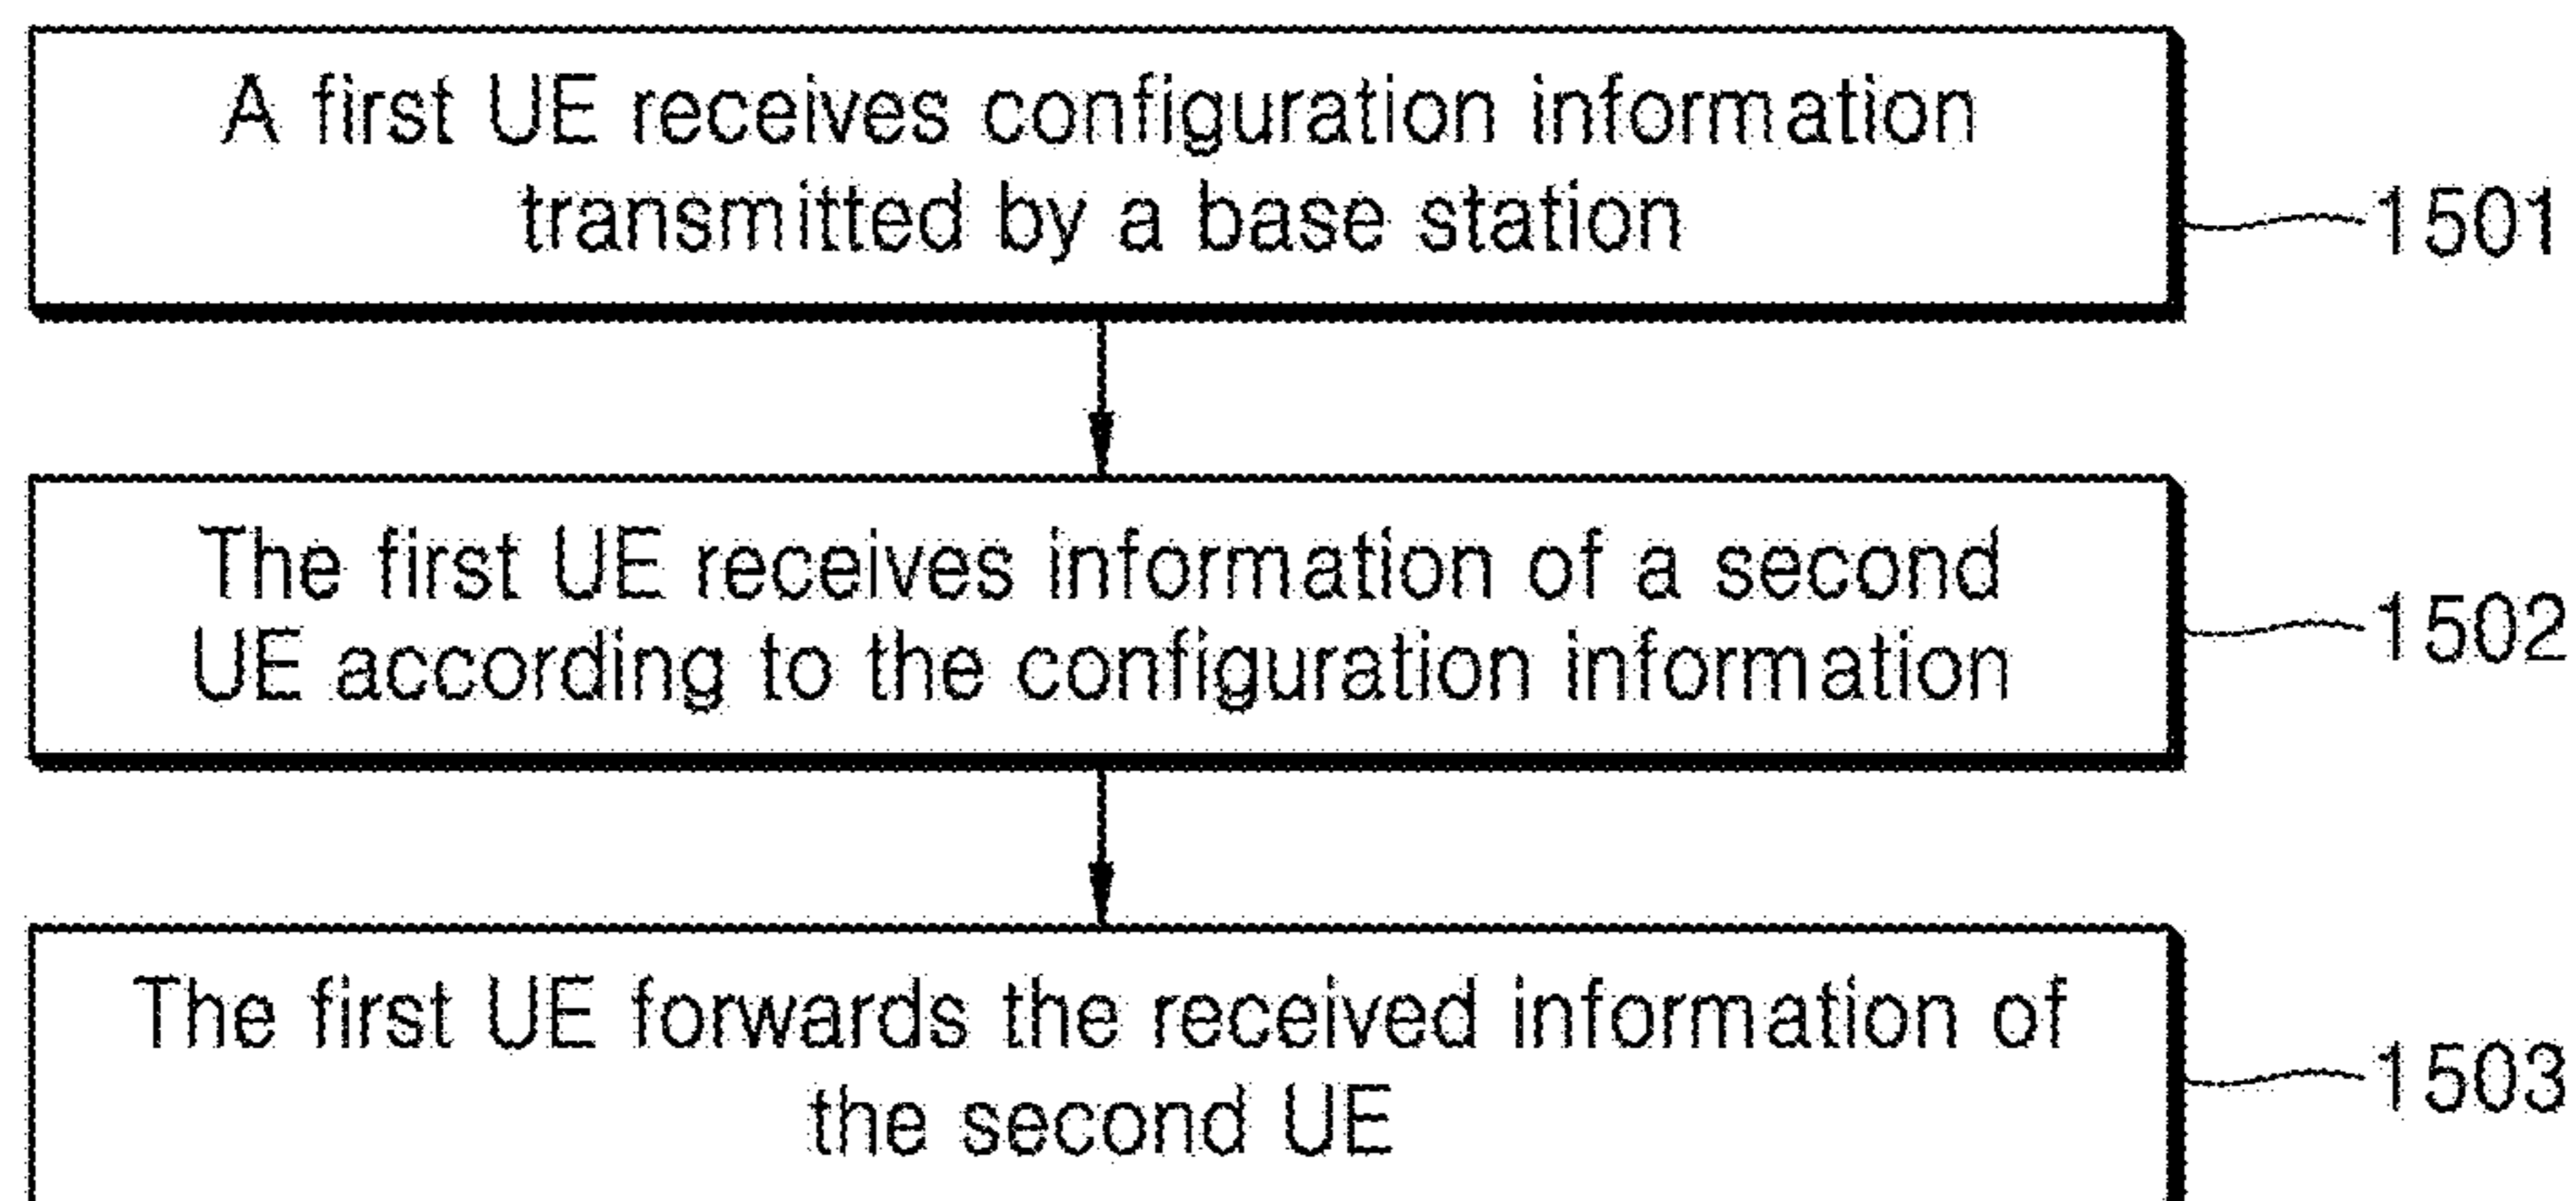 A first UE receives configuration information
transmitted by a base station
1501
The first UE receives information of a second
UE according to the configuration information
1502
The first UE forwards the received information of
the second UE
1503